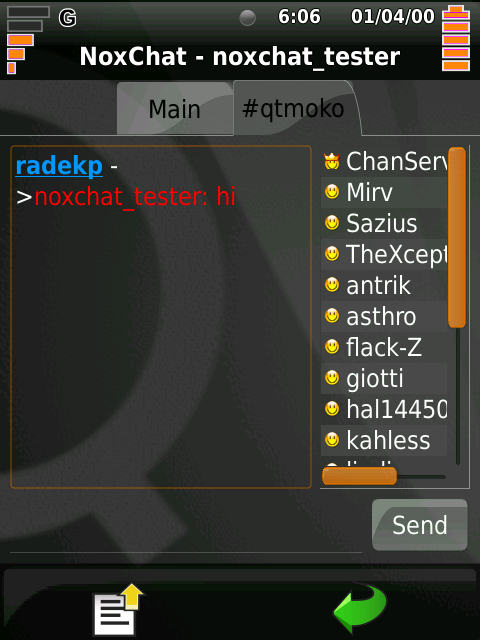 G
6:06
01/04/00
NoxChat - noxchat_tester
Main
#qtmoko
radekp -
>noxchat_tester: hi
ChanServ
Mirv
Sazius
TheXcept
antrik
asthro
flack-Z
giotti
hal14450
kahless
Send